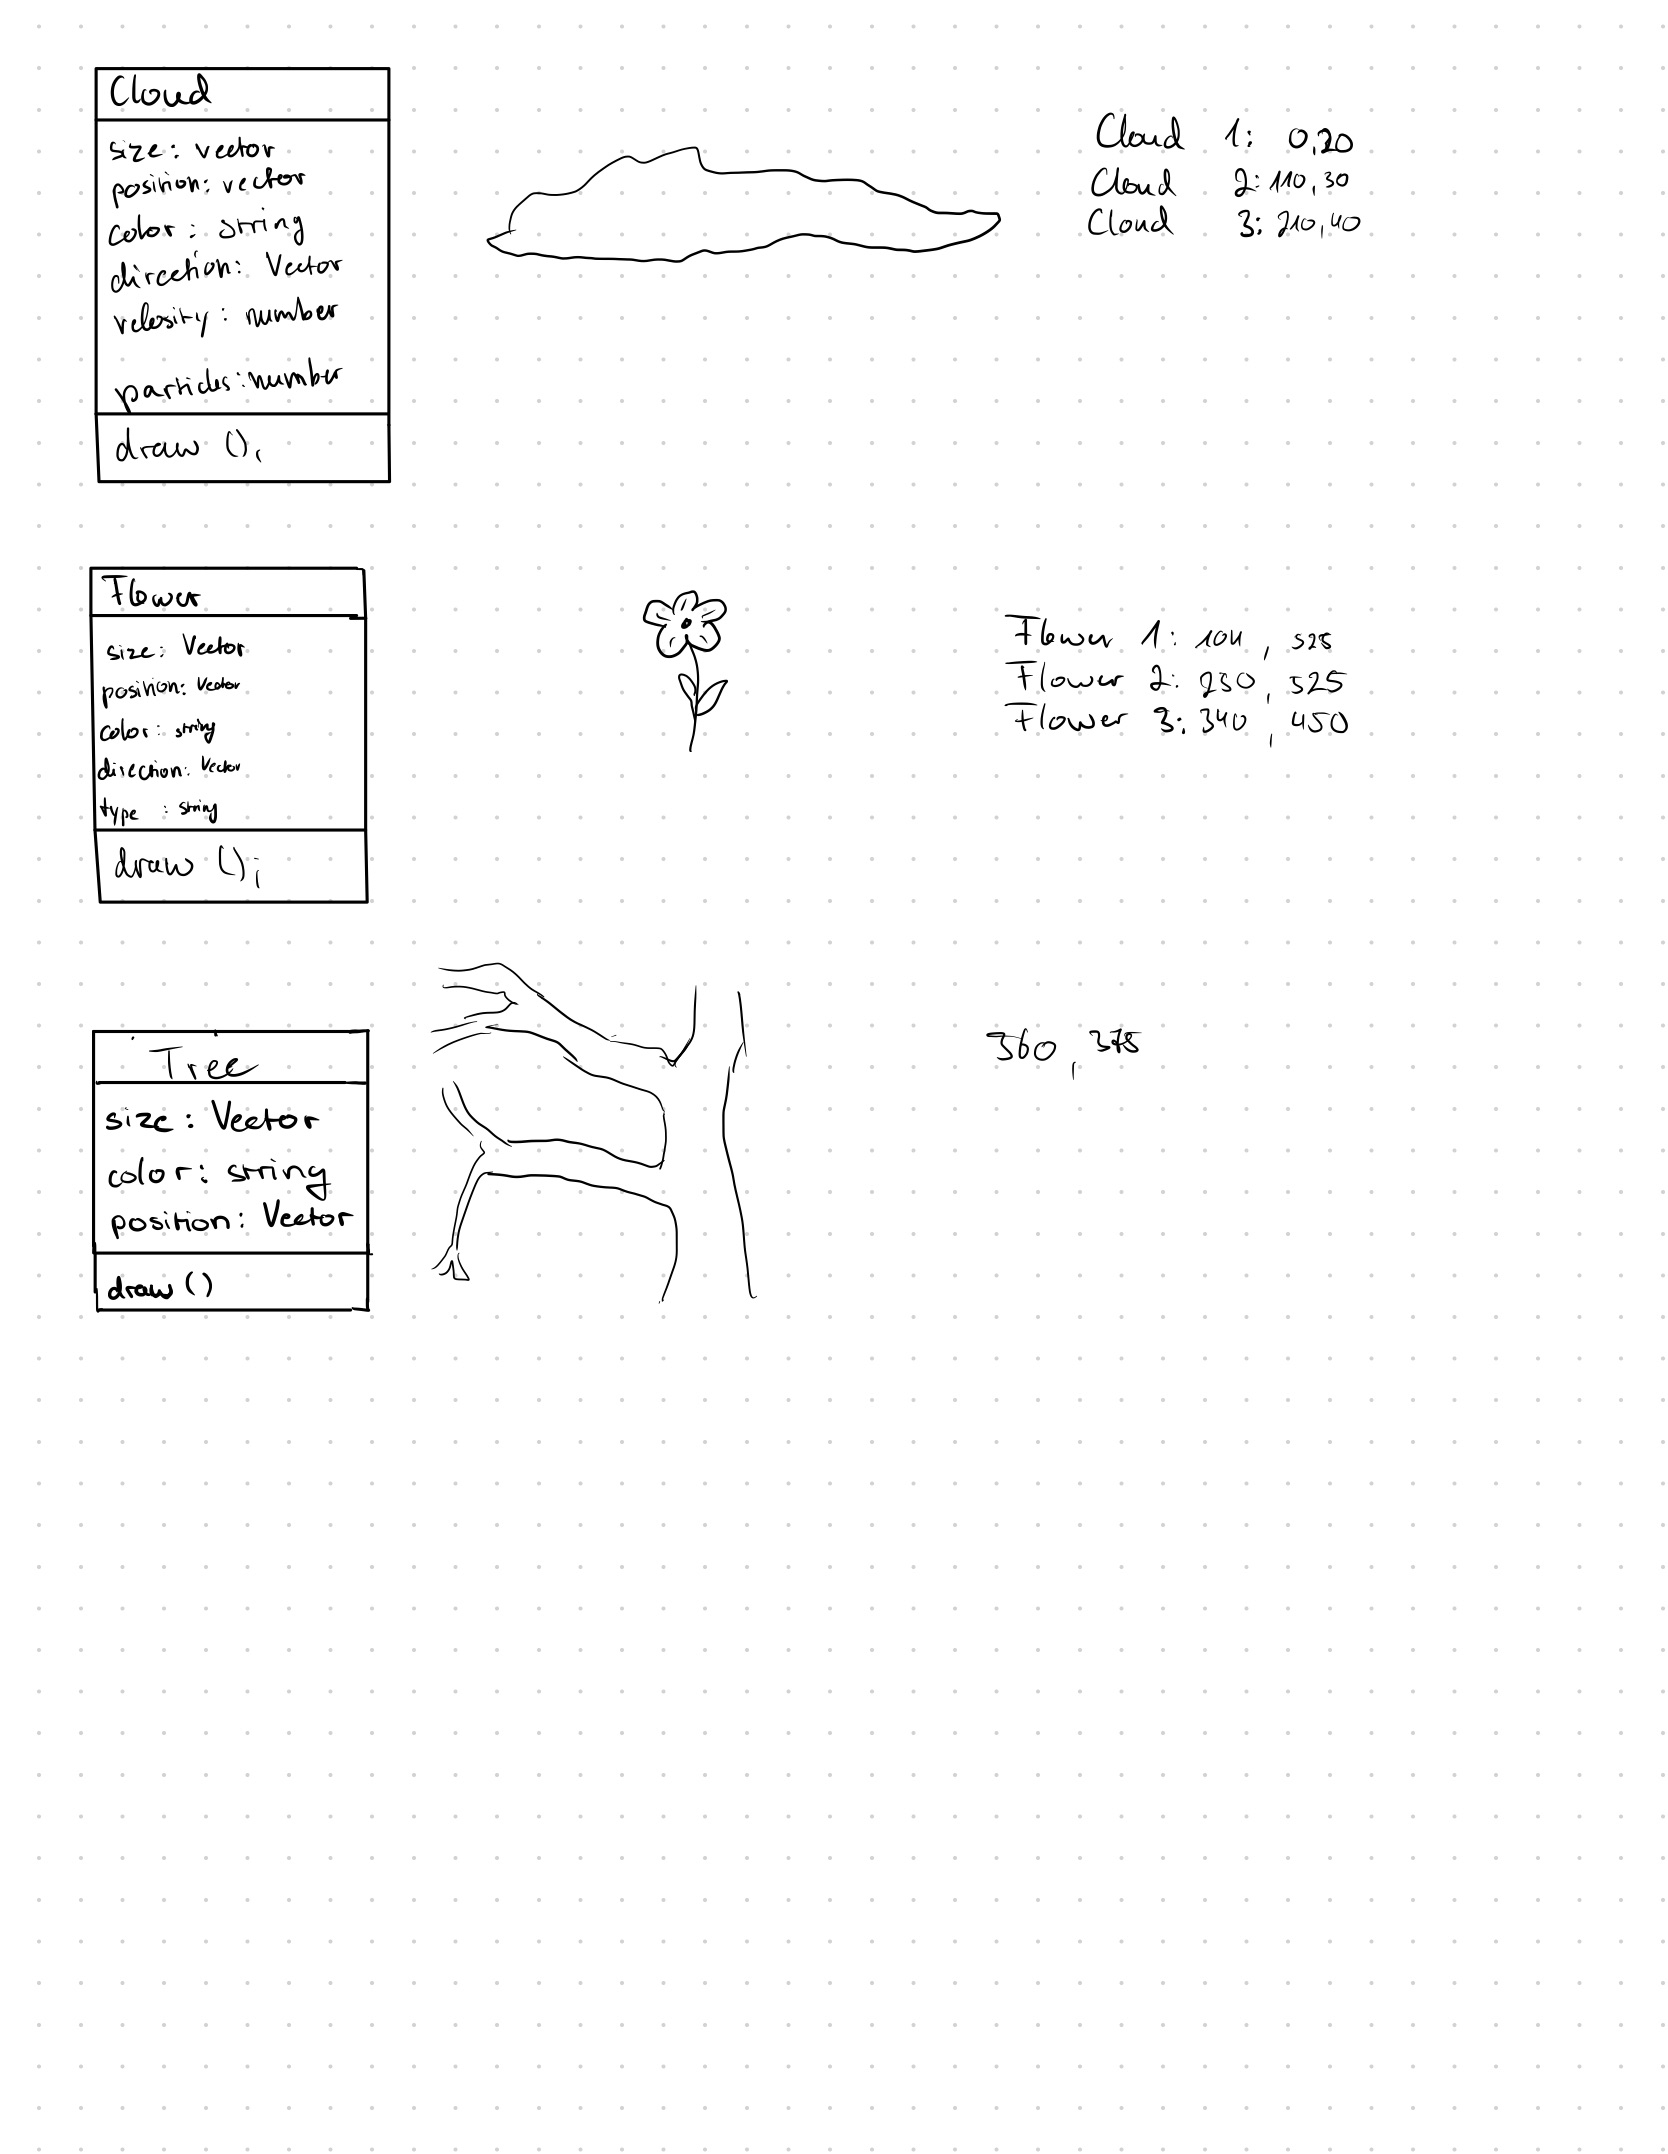 Cloud
size: vector
position: vector
color: string
direction: Vector
velosity: number
particles: number
draw ();
Cloud 1: 0,20
Cloud 2: 110,30
Cloud 3: 210,40
Flower
size: Vector
position: Vector
color: string
direction: Vector
type : string
draw ();
Flower 1: 104 , 525
Flower 2: 230 , 525
Flower 3: 340 , 450
Tree
size: Vector
color: string
position: Vector
draw ()
360 , 375